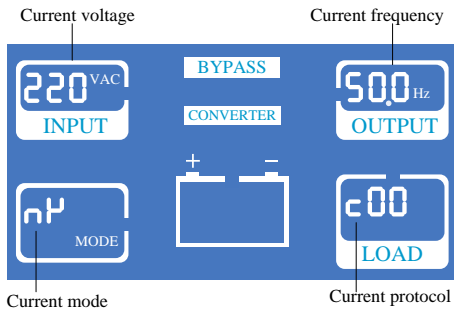 Current voltage
Current frequency
220 VAC
INPUT
BYPASS
CONVERTER
50.0 Hz
OUTPUT
+ −
MODE
c00
LOAD
Current mode
Current protocol